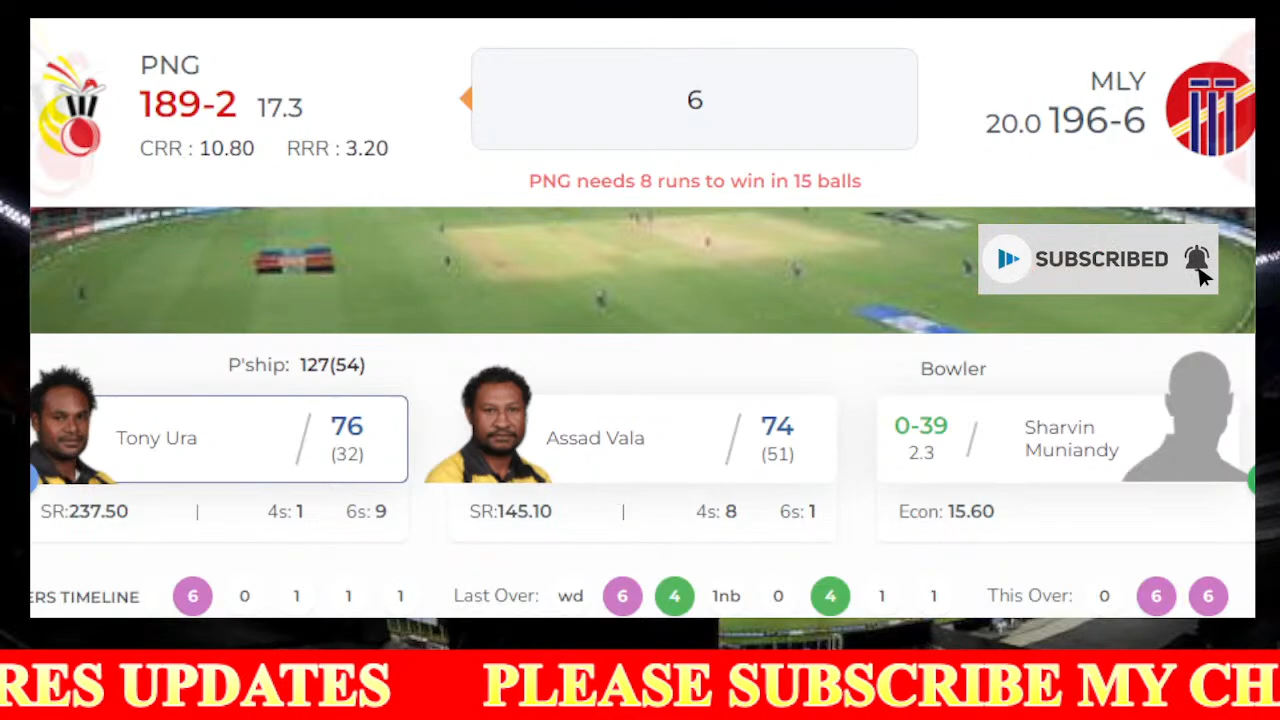 PNG
189-2 17.3
CRR : 10.80 RRR : 3.20
6
MLY
20.0 196-6
PNG needs 8 runs to win in 15 balls
SUBSCRIBED
P'ship: 127(54)
Tony Ura 76
(32)
SR:237.50 | 4s: 1 6s: 9
Assad Vala 74
(51)
SR:145.10 | 4s: 8 6s: 1
Bowler
0-39 Sharvin
2.3 Muniandy
Econ: 15.60
ERS TIMELINE 6 0 1 1 1 Last Over: wd 6 4 1nb 0 4 1 1 This Over: 0 6 6
RES UPDATES PLEASE SUBSCRIBE MY CH